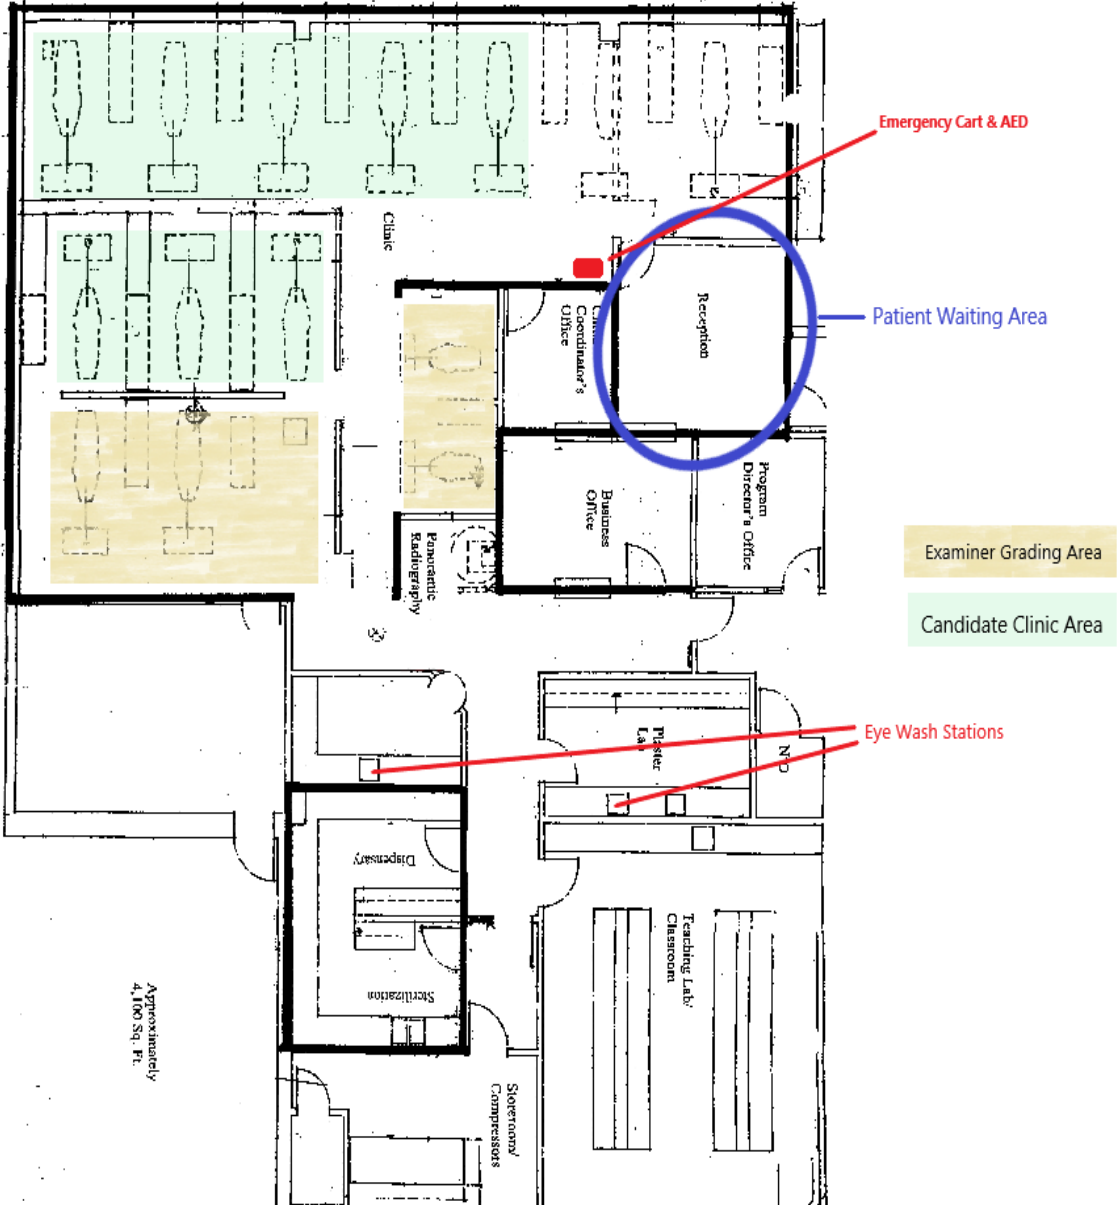 Emergency Cart & AED
Clinic
Coordinator's
Office
Reception
Patient Waiting Area
Program
Director's Office
Business
Office
Panoramic
Radiography
Examiner Grading Area
Candidate Clinic Area
Plaster
Lab
Eye Wash Stations
Dispensary
Sterilization
Teaching Lab/
Classroom
Approximately
4,100 Sq. Ft.
Storeroom/
Compressors